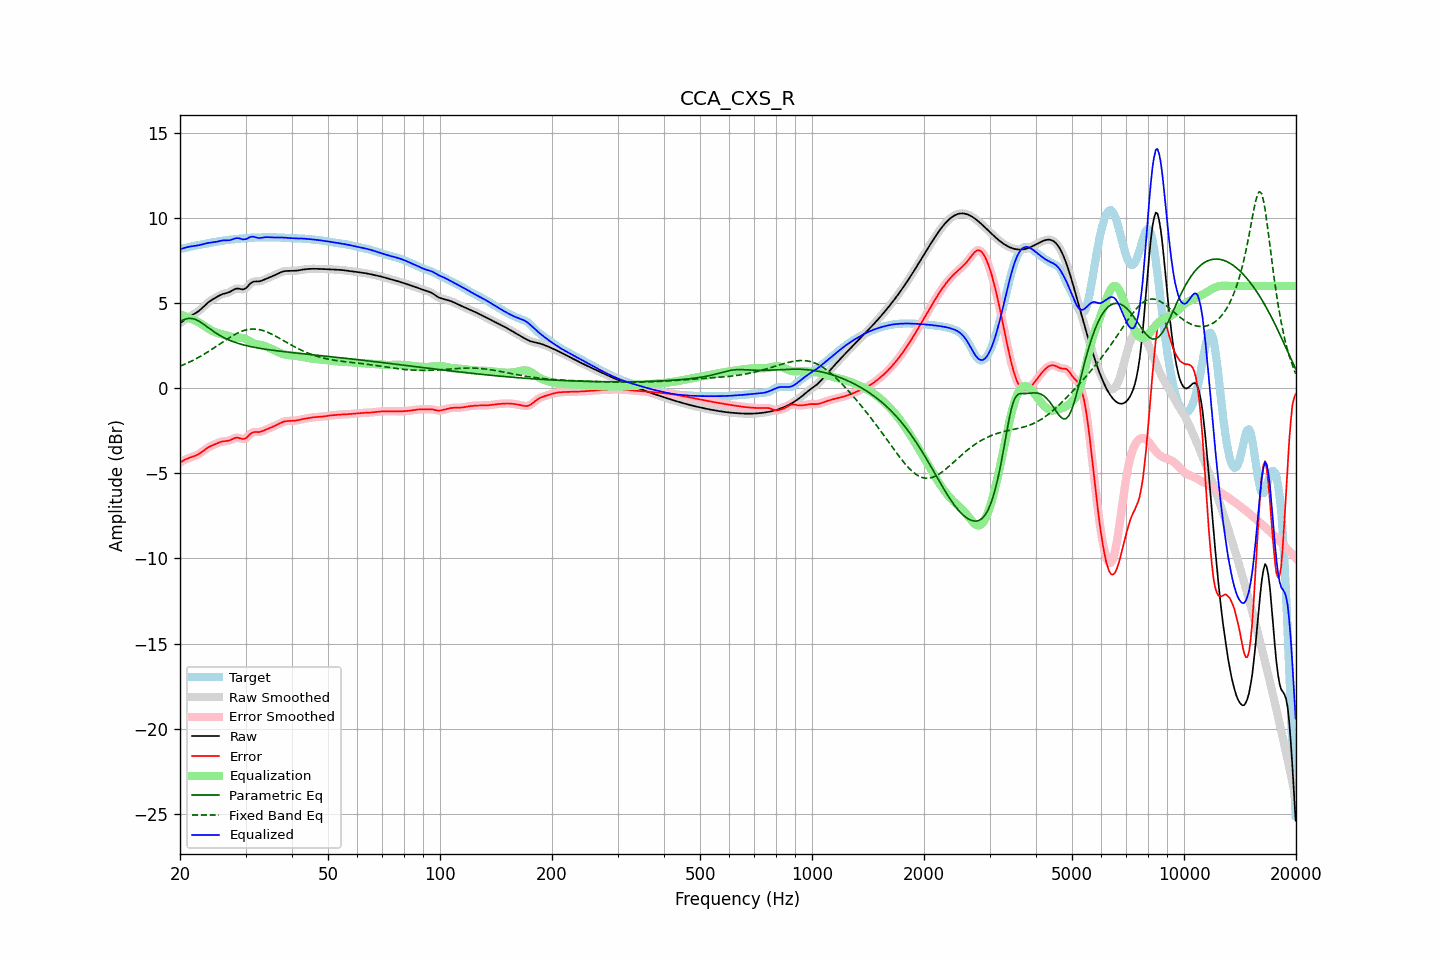 CCA_CXS_R
15
10
5
0
−5
−10
−15
−20
−25
Amplitude (dBr)
Target
Raw Smoothed
Error Smoothed
Raw
Error
Equalization
Parametric Eq
Fixed Band Eq
Equalized
20 50 100 200 500 1000 2000 5000 10000 20000
Frequency (Hz)